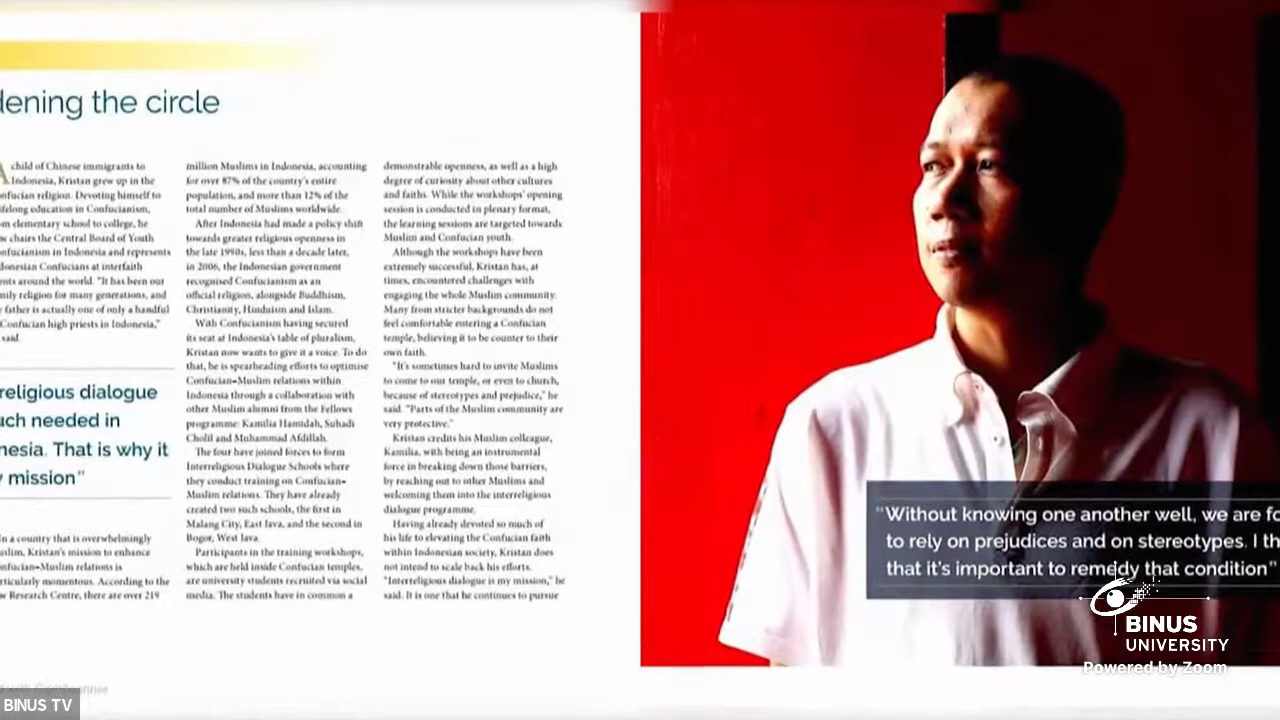 dening the circle
A child of Chinese immigrants to
Indonesia, Kristan grew up in the
nfucian religion. Devoting himself to
ifelong education in Confucianism,
m elementary school to college, he
w chairs the Central Board of Youth
nfucianism in Indonesia and represents
donesian Confucians at interfaith
ents around the world. "It has been our
mily religion for many generations, and
father is actually one of only a handful
Confucian high priests in Indonesia,"
said.
religious dialogue
uch needed in
nesia. That is why it
y mission"
In a country that is overwhelmingly
uslim, Kristan's mission to enhance
nfucian-Muslim relations is
rticularly momentous. According to the
w Research Centre, there are over 219
million Muslims in Indonesia, accounting
for over 87% of the country's entire
population, and more than 12% of the
total number of Muslims worldwide.
After Indonesia had made a policy shift
towards greater religious openness in
the late 1990s, less than a decade later,
in 2006, the Indonesian government
recognised Confucianism as an
official religion, alongside Buddhism,
Christianity, Hinduism and Islam.
With Confucianism having secured
its seat at Indonesia's table of pluralism,
Kristan now wants to give it a voice. To do
that, he is spearheading efforts to optimise
Confucian-Muslim relations within
Indonesia through a collaboration with
other Muslim alumni from the Fellows
programme: Kamilia Hamidah, Suhadi
Cholil and Muhammad Afdillah.
The four have joined forces to form
Interreligious Dialogue Schools where
they conduct training on Confucian-
Muslim relations. They have already
created two such schools, the first in
Malang City, East Java, and the second in
Bogor, West Java.
Participants in the training workshops,
which are held inside Confucian temples,
are university students recruited via social
media. The students have in common a
demonstrable openness, as well as a high
degree of curiosity about other cultures
and faiths. While the workshops' opening
session is conducted in plenary format,
the learning sessions are targeted towards
Muslim and Confucian youth.
Although the workshops have been
extremely successful, Kristan has, at
times, encountered challenges with
engaging the whole Muslim community.
Many from stricter backgrounds do not
feel comfortable entering a Confucian
temple, believing it to be counter to their
own faith.
"It's sometimes hard to invite Muslims
to come to our temple, or even to church,
because of stereotypes and prejudice," he
said. "Parts of the Muslim community are
very protective."
Kristan credits his Muslim colleague,
Kamilia, with being an instrumental
force in breaking down those barriers,
by reaching out to other Muslims and
welcoming them into the interreligious
dialogue programme.
Having already devoted so much of
his life to elevating the Confucian faith
within Indonesian society, Kristan does
not intend to scale back his efforts.
"Interreligious dialogue is my mission," he
said. It is one that he continues to pursue
"Without knowing one another well, we are fo
to rely on prejudices and on stereotypes. I th
that it's important to remedy that condition"
BINUS
UNIVERSITY
Powered by Zoom
BINUS TV